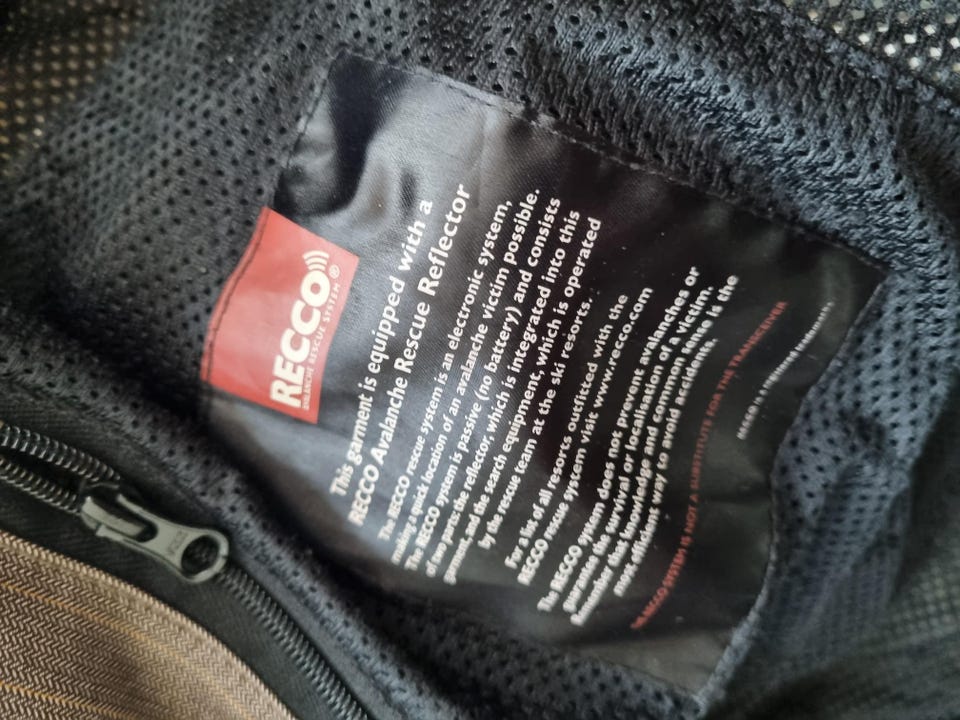 RECCO
AVALANCHE RESCUE SYSTEM ®
This garment is equipped with a
RECCO Avalanche Rescue Reflector
The RECCO rescue system is an electronic system,
making a quick location of an avalanche victim possible.
The RECCO system is passive (no battery) and consists
of two parts: the reflector, which is integrated into this
garment, and the search equipment, which is operated
by the rescue team at the ski resorts.
For a list of all resorts outfitted with the
RECCO rescue system visit www.recco.com
The RECCO system does not prevent avalanches or
guarantee the survival or localisation of a victim.
Remember that knowledge and common sense is the
most efficient way to avoid accidents.
THE RECCO SYSTEM IS NOT A SUBSTITUTE FOR THE TRANSCEIVER
RECCO is a registered trademark